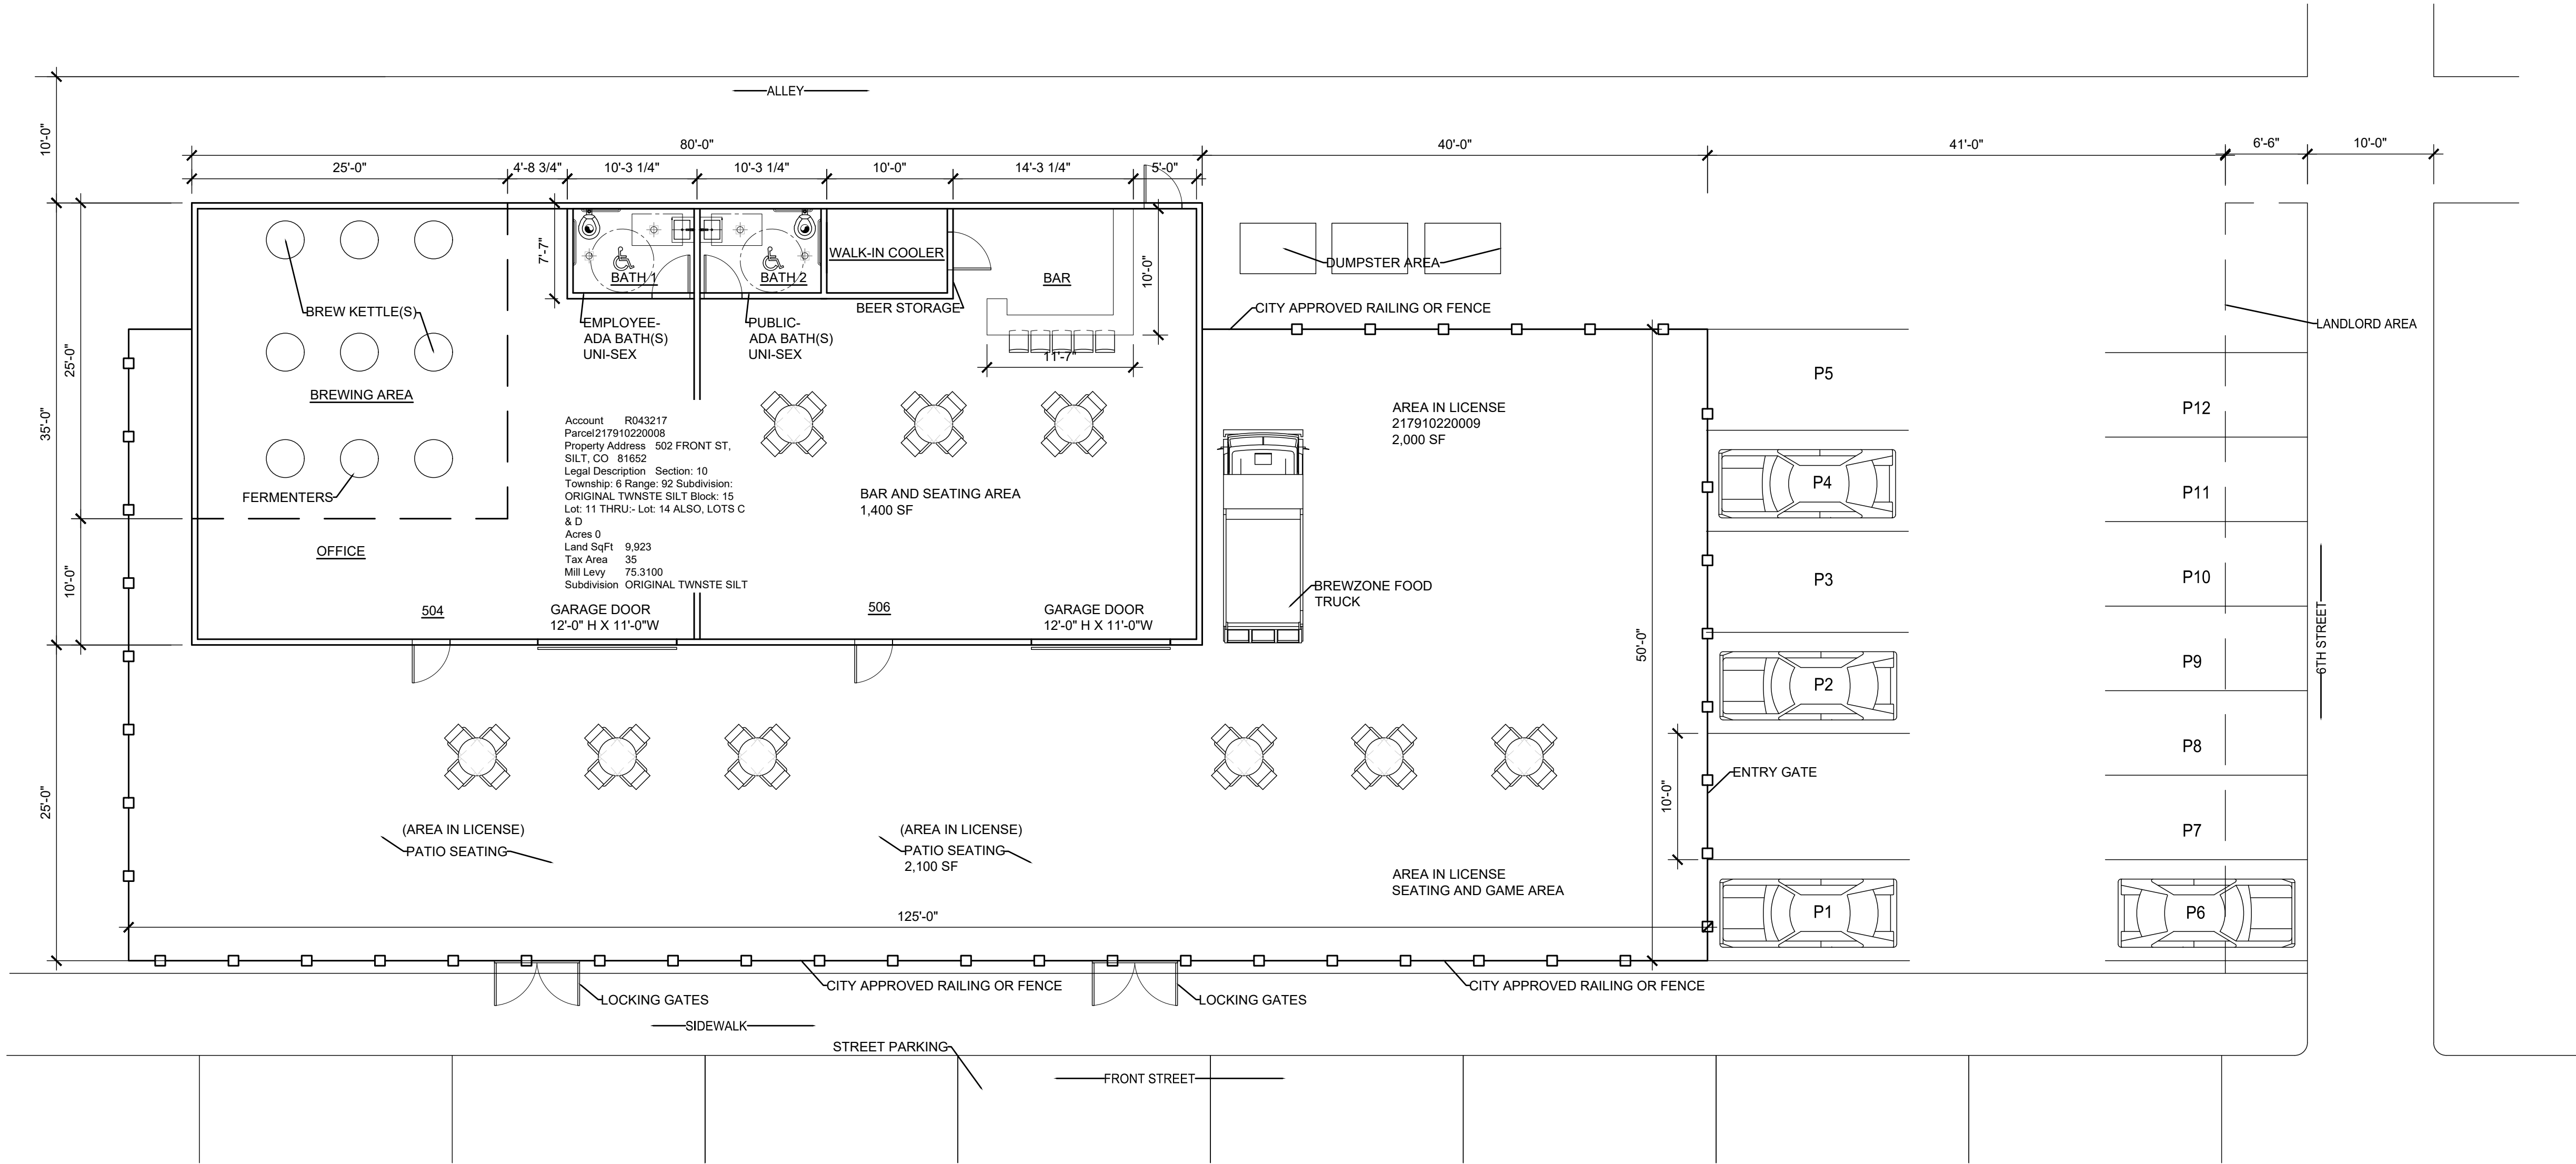 ALLEY
10'-0"
80'-0"
40'-0"
41'-0"
6'-6"
10'-0"
25'-0"
4'-8 3/4"
10'-3 1/4"
10'-3 1/4"
10'-0"
14'-3 1/4"
5'-0"
7'-7"
BATH 1
BATH 2
WALK-IN COOLER
BAR
10'-0"
DUMPSTER AREA
BREW KETTLE(S)
BEER STORAGE
CITY APPROVED RAILING OR FENCE
LANDLORD AREA
EMPLOYEE-
ADA BATH(S)
UNI-SEX
PUBLIC-
ADA BATH(S)
UNI-SEX
11'-7"
25'-0"
35'-0"
BREWING AREA
P5
P12
AREA IN LICENSE
217910220009
2,000 SF
Account R043217
Parcel217910220008
Property Address 502 FRONT ST,
SILT, CO 81652
Legal Description Section: 10
Township: 6 Range: 92 Subdivision:
ORIGINAL TWNSTE SILT Block: 15
Lot: 11 THRU:- Lot: 14 ALSO, LOTS C
& D
Acres 0
Land SqFt 9,923
Tax Area 35
Mill Levy 75.3100
Subdivision ORIGINAL TWNSTE SILT
FERMENTERS
BAR AND SEATING AREA
1,400 SF
P4
P11
OFFICE
10'-0"
P3
P10
BREWZONE FOOD
TRUCK
504
GARAGE DOOR
12'-0" H X 11'-0"W
506
GARAGE DOOR
12'-0" H X 11'-0"W
50'-0"
6TH STREET
P9
P2
P8
25'-0"
ENTRY GATE
10'-0"
(AREA IN LICENSE)
PATIO SEATING
(AREA IN LICENSE)
PATIO SEATING
2,100 SF
P7
AREA IN LICENSE
SEATING AND GAME AREA
125'-0"
P1
P6
CITY APPROVED RAILING OR FENCE
CITY APPROVED RAILING OR FENCE
LOCKING GATES
LOCKING GATES
SIDEWALK
STREET PARKING
FRONT STREET